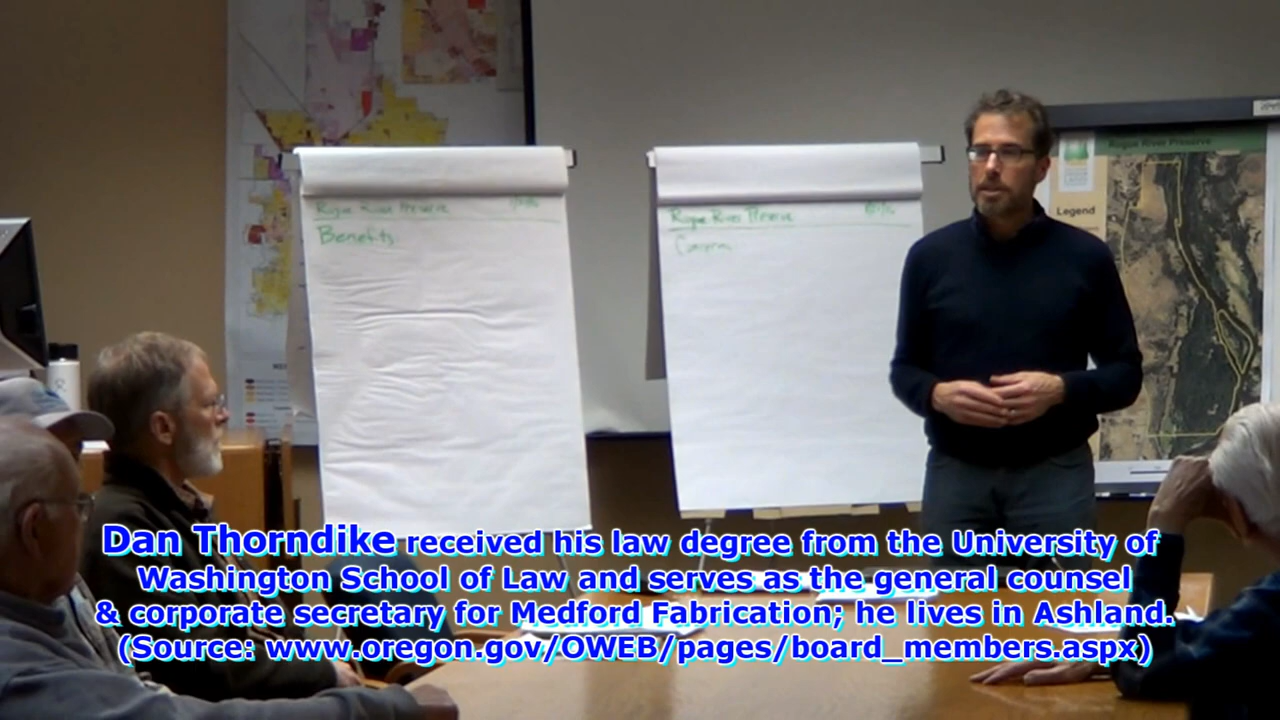 Rogue River Preserve
Benefits
Rogue River Preserve
Rogue River Preserve
Legend
Dan Thorndike received his law degree from the University of
Washington School of Law and serves as the general counsel
& corporate secretary for Medford Fabrication; he lives in Ashland.
(Source: www.oregon.gov/OWEB/pages/board_members.aspx)